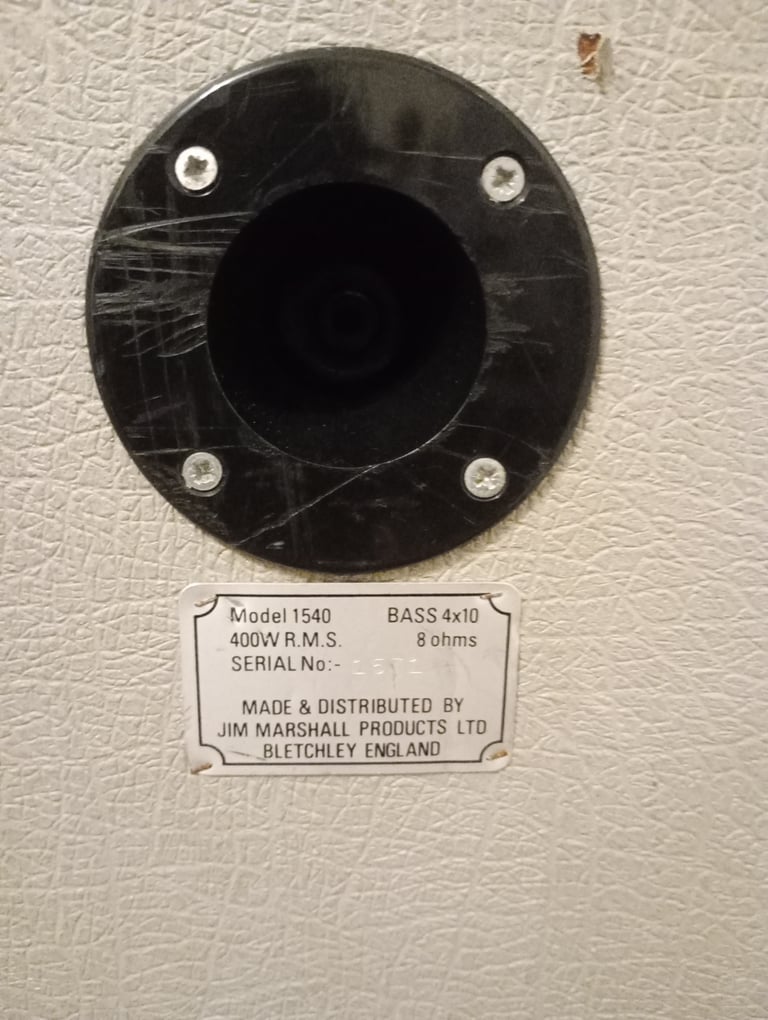 Model 1540 BASS 4x10
400W R.M.S. 8 ohms
SERIAL No:-
MADE & DISTRIBUTED BY
JIM MARSHALL PRODUCTS LTD
BLETCHLEY ENGLAND